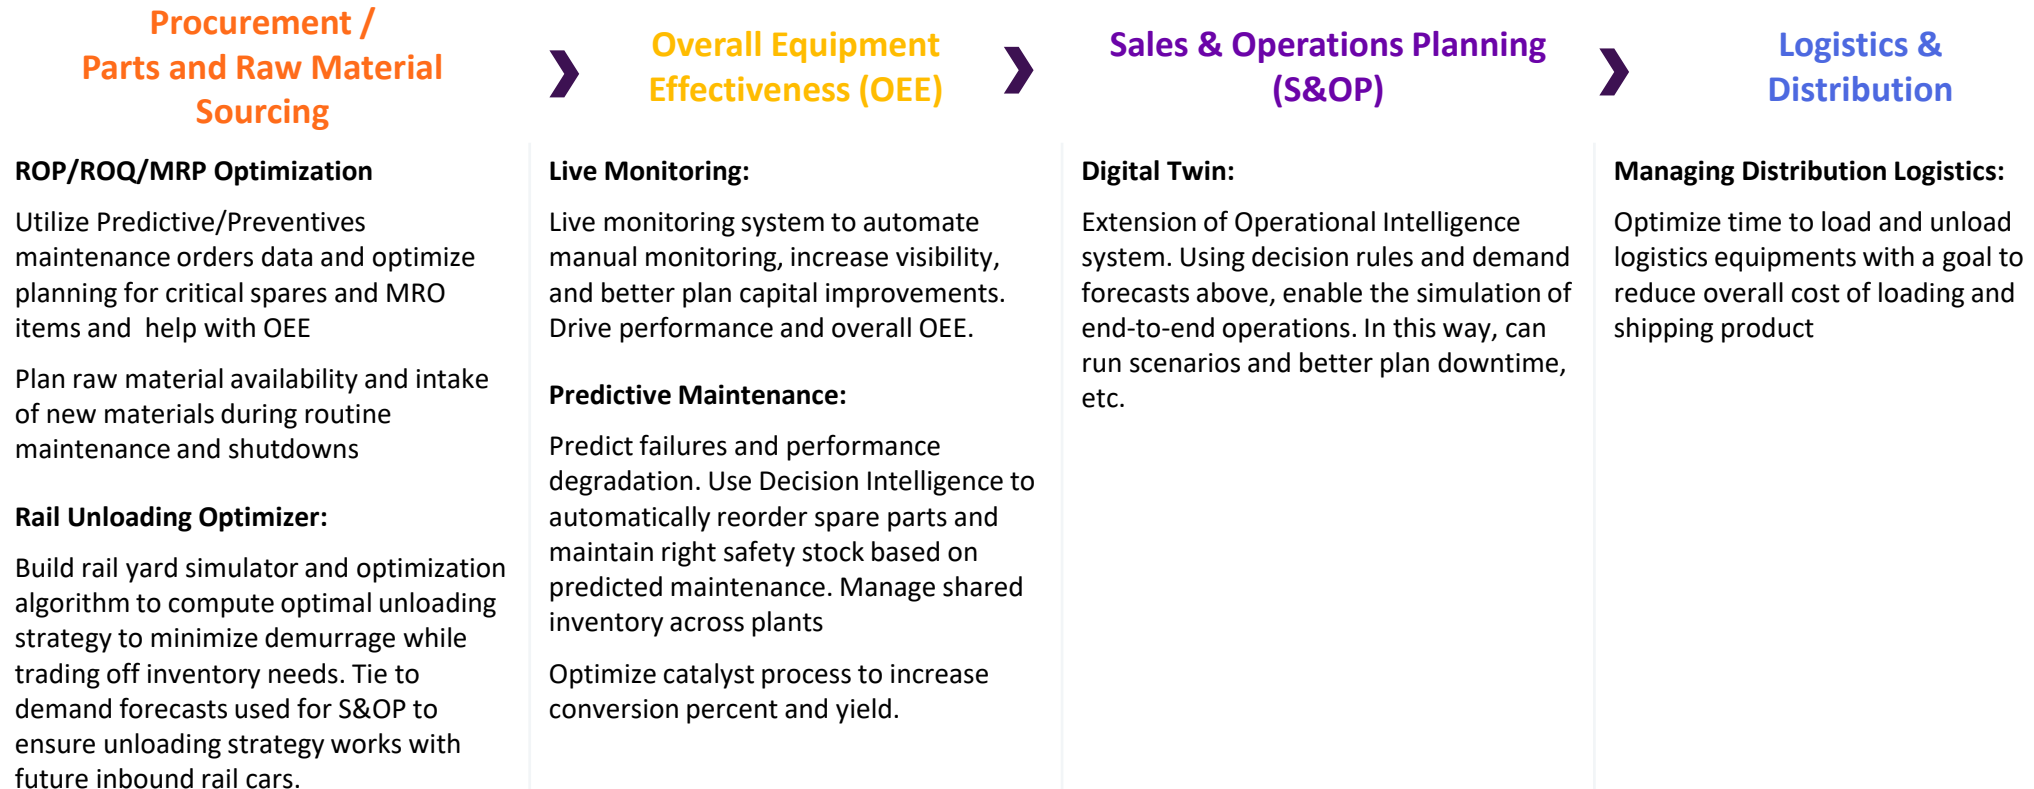 Procurement /
Parts and Raw Material
Sourcing
Overall Equipment
Effectiveness (OEE)
Sales & Operations Planning
(S&OP)
Logistics &
Distribution
ROP/ROQ/MRP Optimization
Utilize Predictive/Preventives
maintenance orders data and optimize
planning for critical spares and MRO
items and  help with OEE
Plan raw material availability and intake
of new materials during routine
maintenance and shutdowns
Rail Unloading Optimizer:
Build rail yard simulator and optimization
algorithm to compute optimal unloading
strategy to minimize demurrage while
trading off inventory needs. Tie to
demand forecasts used for S&OP to
ensure unloading strategy works with
future inbound rail cars.
Live Monitoring:
Live monitoring system to automate
manual monitoring, increase visibility,
and better plan capital improvements.
Drive performance and overall OEE.
Predictive Maintenance:
Predict failures and performance
degradation. Use Decision Intelligence to
automatically reorder spare parts and
maintain right safety stock based on
predicted maintenance. Manage shared
inventory across plants
Optimize catalyst process to increase
conversion percent and yield.
Digital Twin:
Extension of Operational Intelligence
system. Using decision rules and demand
forecasts above, enable the simulation of
end-to-end operations. In this way, can
run scenarios and better plan downtime,
etc.
Managing Distribution Logistics:
Optimize time to load and unload
logistics equipments with a goal to
reduce overall cost of loading and
shipping product